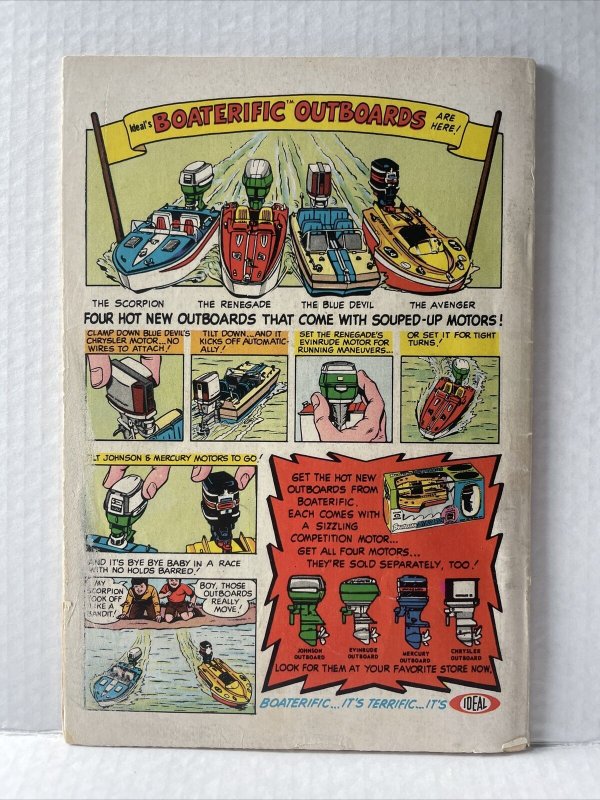 Ideal's BOATERIFIC™ OUTBOARDS ARE HERE!
THE SCORPION THE RENEGADE THE BLUE DEVIL THE AVENGER
FOUR HOT NEW OUTBOARDS THAT COME WITH SOUPED-UP MOTORS!
CLAMP DOWN BLUE DEVIL'S
CHRYSLER MOTOR...NO
WIRES TO ATTACH!
TILT DOWN...AND IT
KICKS OFF AUTOMATIC-
ALLY!
SET THE RENEGADE'S
EVINRUDE MOTOR FOR
RUNNING MANEUVERS...
OR SET IT FOR TIGHT
TURNS!
LT JOHNSON & MERCURY MOTORS TO GO!
AND IT'S BYE BYE BABY IN A RACE
WITH NO HOLDS BARRED!
MY
SCORPION
TOOK OFF
LIKE A
BANDIT!
BOY, THOSE
OUTBOARDS
REALLY
MOVE!
GET THE HOT NEW
OUTBOARDS FROM
BOATERIFIC.
EACH COMES WITH
A SIZZLING
COMPETITION MOTOR...
GET ALL FOUR MOTORS...
THEY'RE SOLD SEPARATELY, TOO!
JOHNSON
OUTBOARD
EVINRUDE
OUTBOARD
MERCURY
OUTBOARD
CHRYSLER
OUTBOARD
LOOK FOR THEM AT YOUR FAVORITE STORE NOW.
BOATERIFIC...IT'S TERRIFIC...IT'S IDEAL